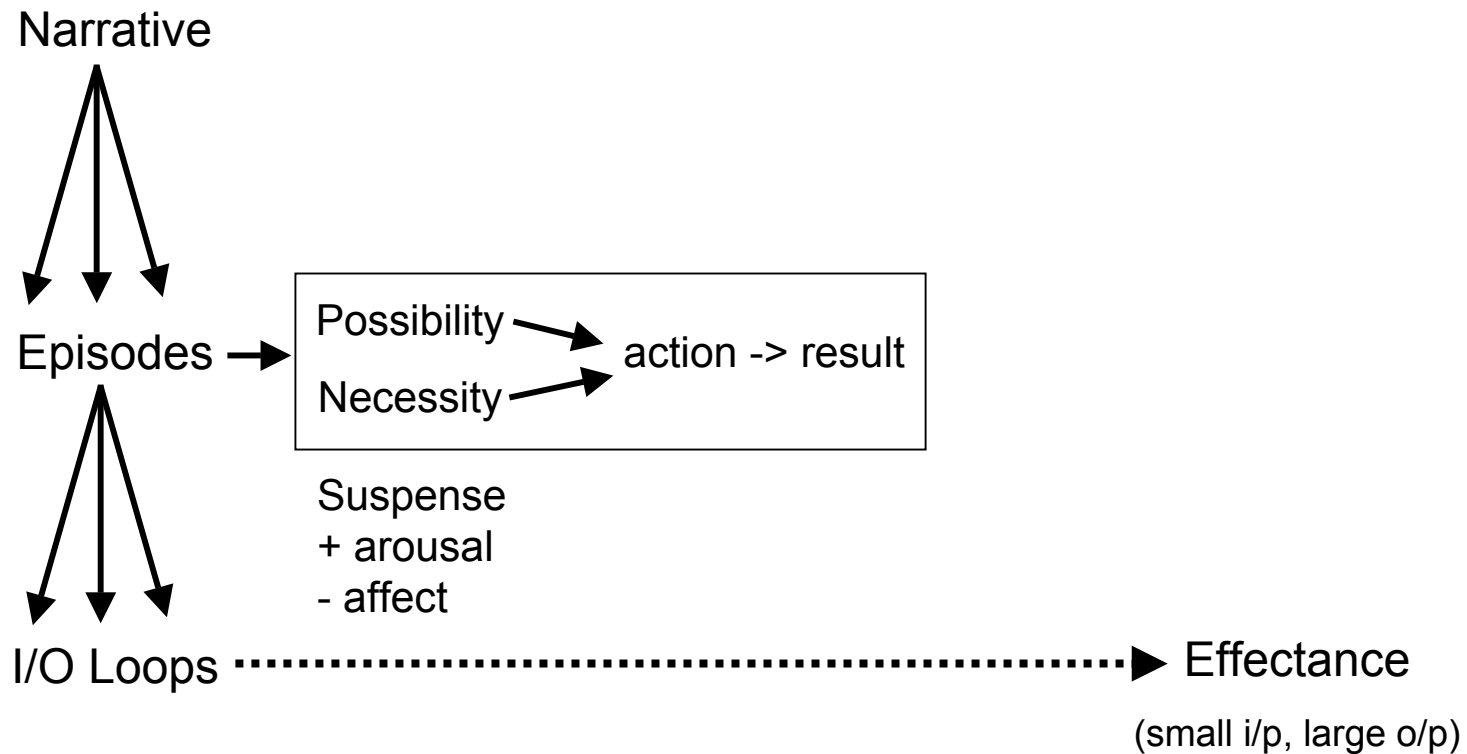 Narrative
Episodes
Possibility
Necessity
action -> result
Suspense
+ arousal
- affect
I/O Loops
Effectance
(small i/p, large o/p)